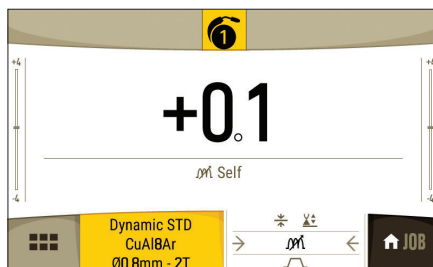 1
+4
+4
+0.1
Self
-4
-4
Dynamic STD
CuAl8Ar
Ø0.8mm - 2T
JOB